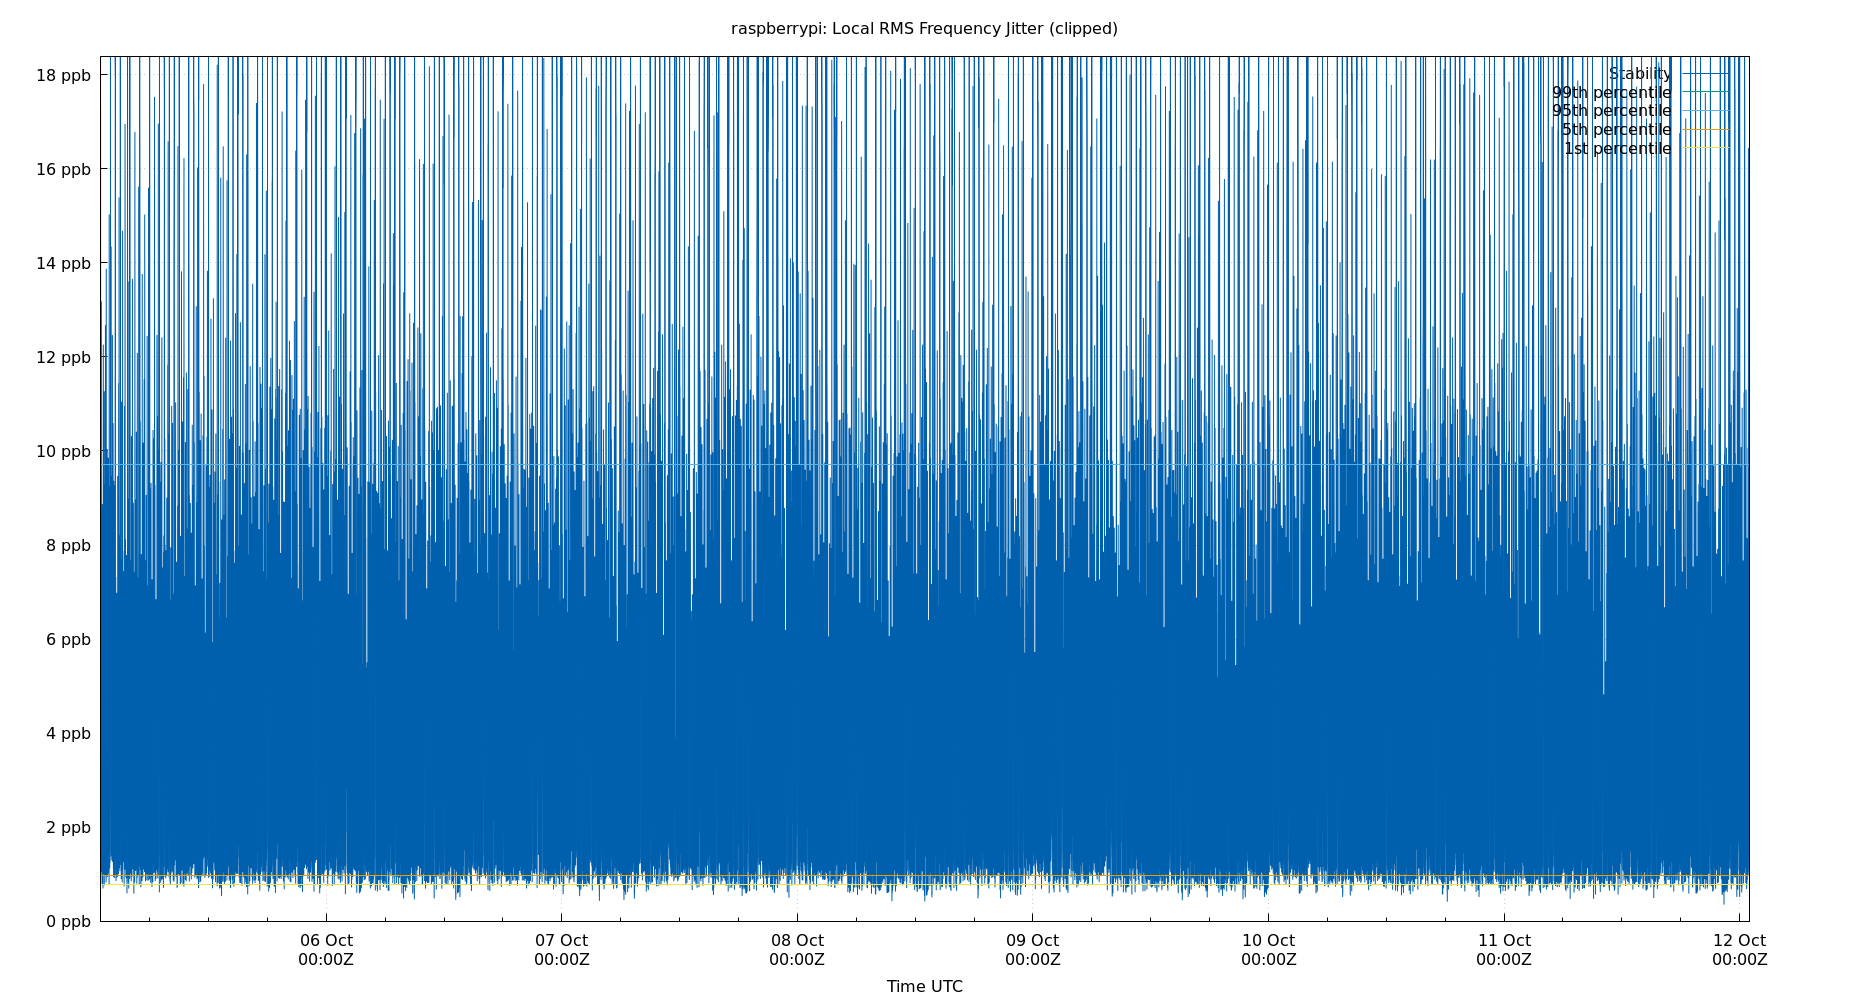 raspberrypi: Local RMS Frequency Jitter (clipped)
18 ppb
16 ppb
14 ppb
12 ppb
10 ppb
8 ppb
6 ppb
4 ppb
2 ppb
0 ppb
Stability
99th percentile
95th percentile
5th percentile
1st percentile
06 Oct
00:00Z
07 Oct
00:00Z
08 Oct
00:00Z
09 Oct
00:00Z
10 Oct
00:00Z
11 Oct
00:00Z
12 Oct
00:00Z
Time UTC